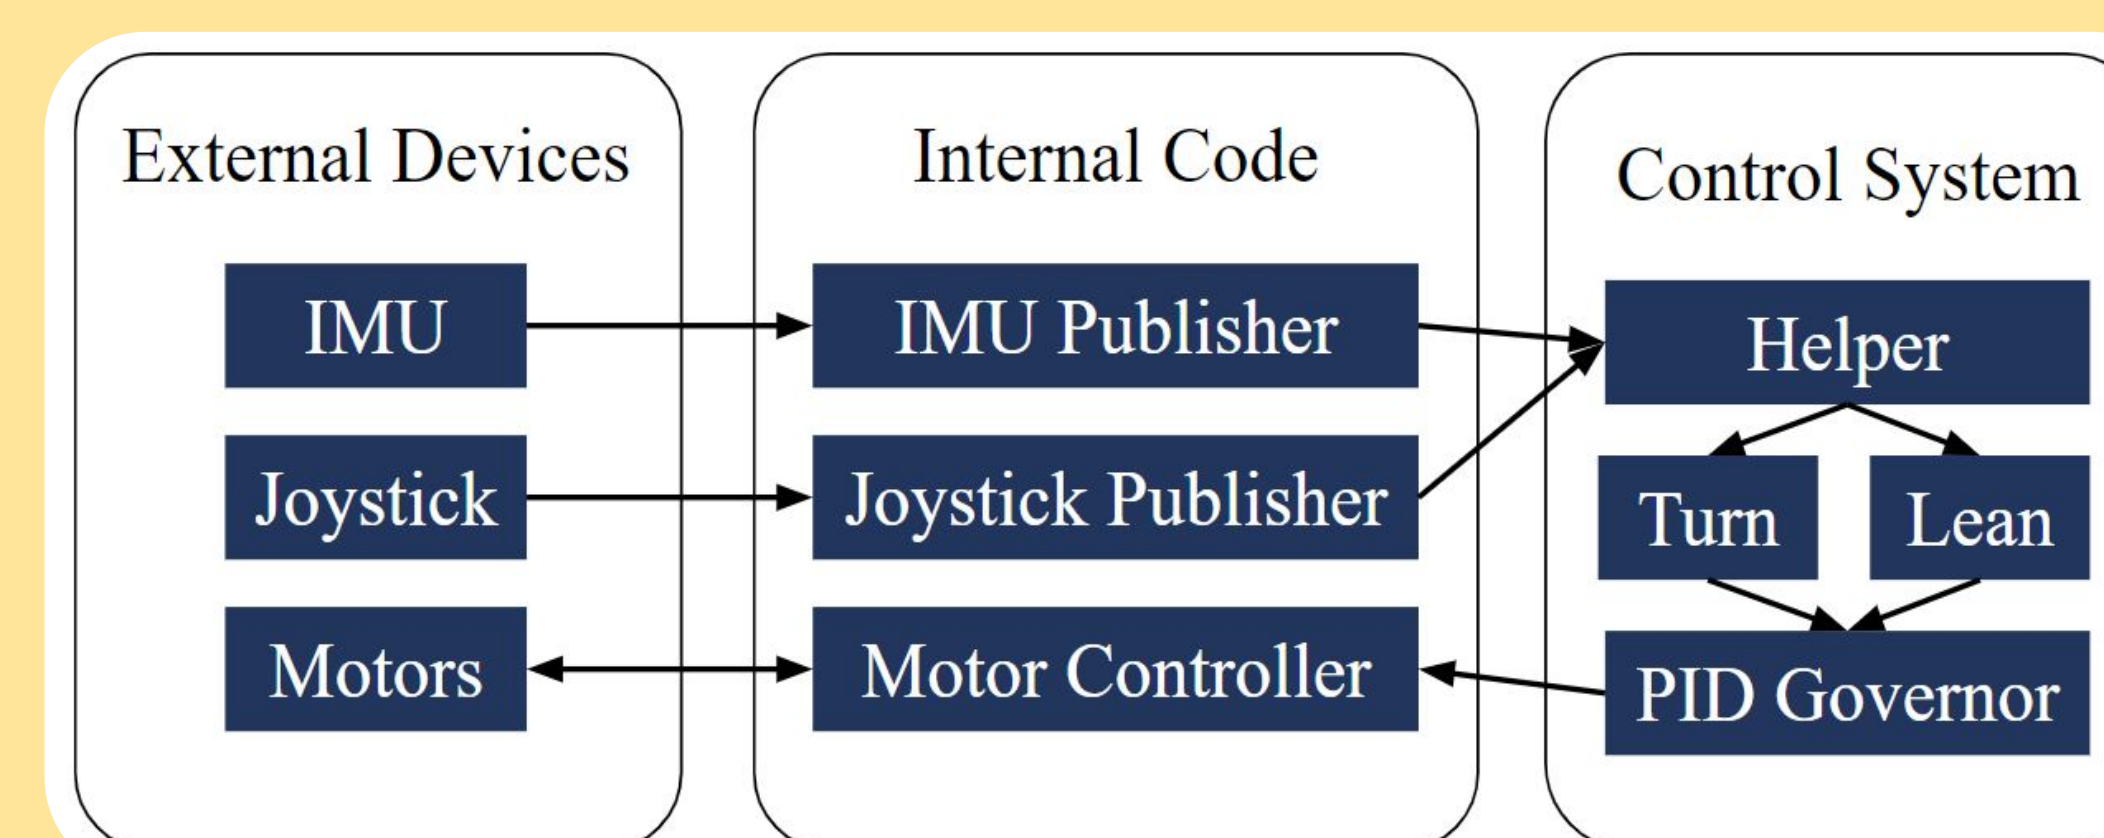 External Devices
IMU
Joystick
Motors
Internal Code
IMU Publisher
Joystick Publisher
Motor Controller
Control System
Helper
Turn
Lean
PID Governor